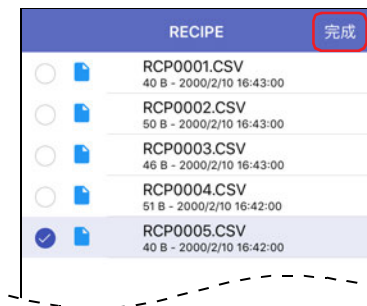 RECIPE 完成
RCP0001.CSV
40 B - 2000/2/10 16:43:00
RCP0002.CSV
50 B - 2000/2/10 16:43:00
RCP0003.CSV
46 B - 2000/2/10 16:43:00
RCP0004.CSV
51 B - 2000/2/10 16:42:00
RCP0005.CSV
40 B - 2000/2/10 16:42:00